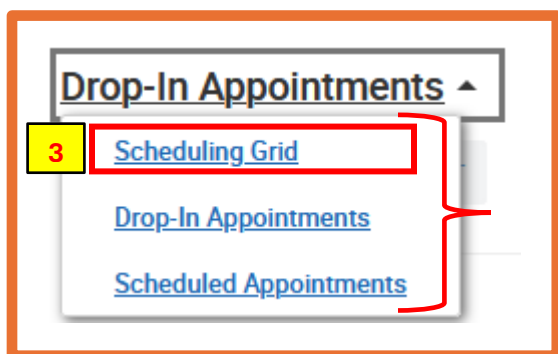 Drop-In Appointments
3
Scheduling Grid
Drop-In Appointments
Scheduled Appointments